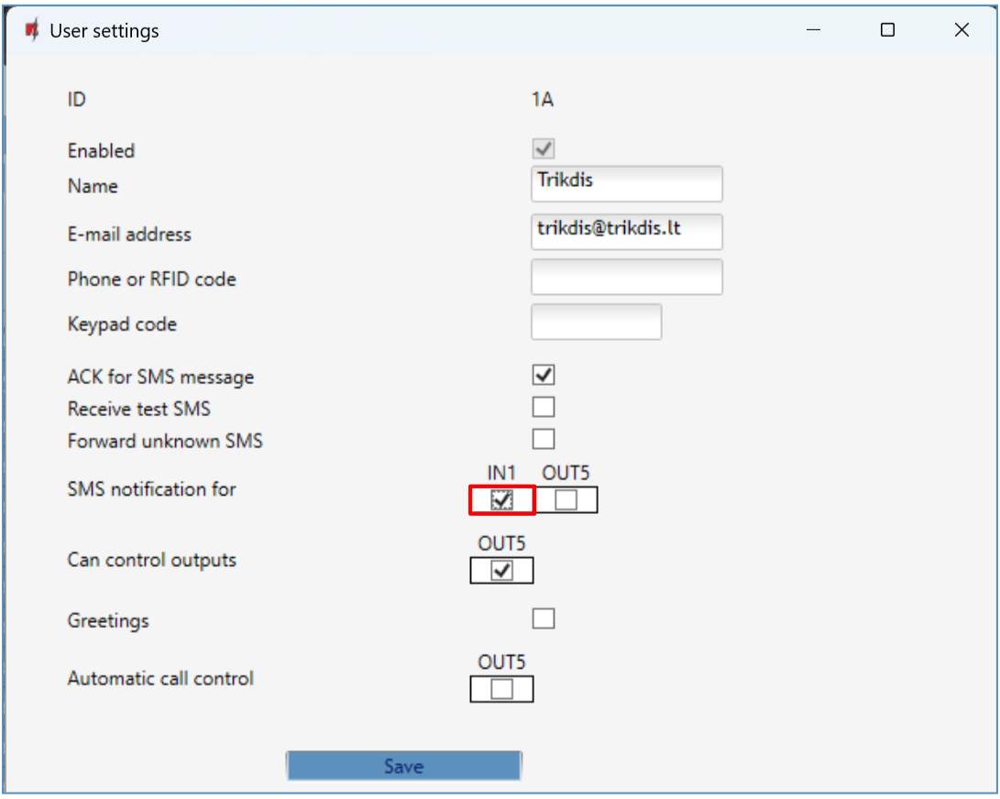 User settings
ID 1A
Enabled
Name Trikdis
E-mail address trikdis@trikdis.lt
Phone or RFID code
Keypad code
ACK for SMS message
Receive test SMS
Forward unknown SMS
IN1 OUT5
SMS notification for
OUT5
Can control outputs
Greetings
OUT5
Automatic call control
Save